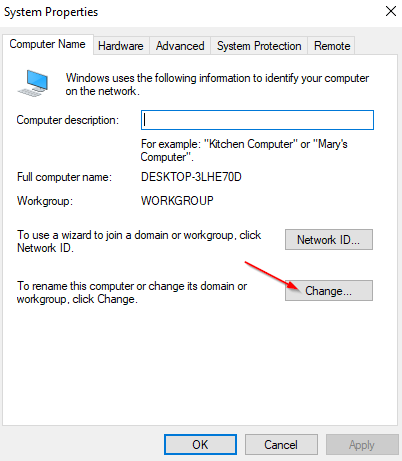 System Properties
Computer Name Hardware Advanced System Protection Remote
Windows uses the following information to identify your computer
on the network.
Computer description:
For example: "Kitchen Computer" or "Mary's
Computer".
Full computer name: DESKTOP-3LHE70D
Workgroup: WORKGROUP
To use a wizard to join a domain or workgroup, click
Network ID.
Network ID...
To rename this computer or change its domain or
workgroup, click Change.
Change...
OK Cancel Apply